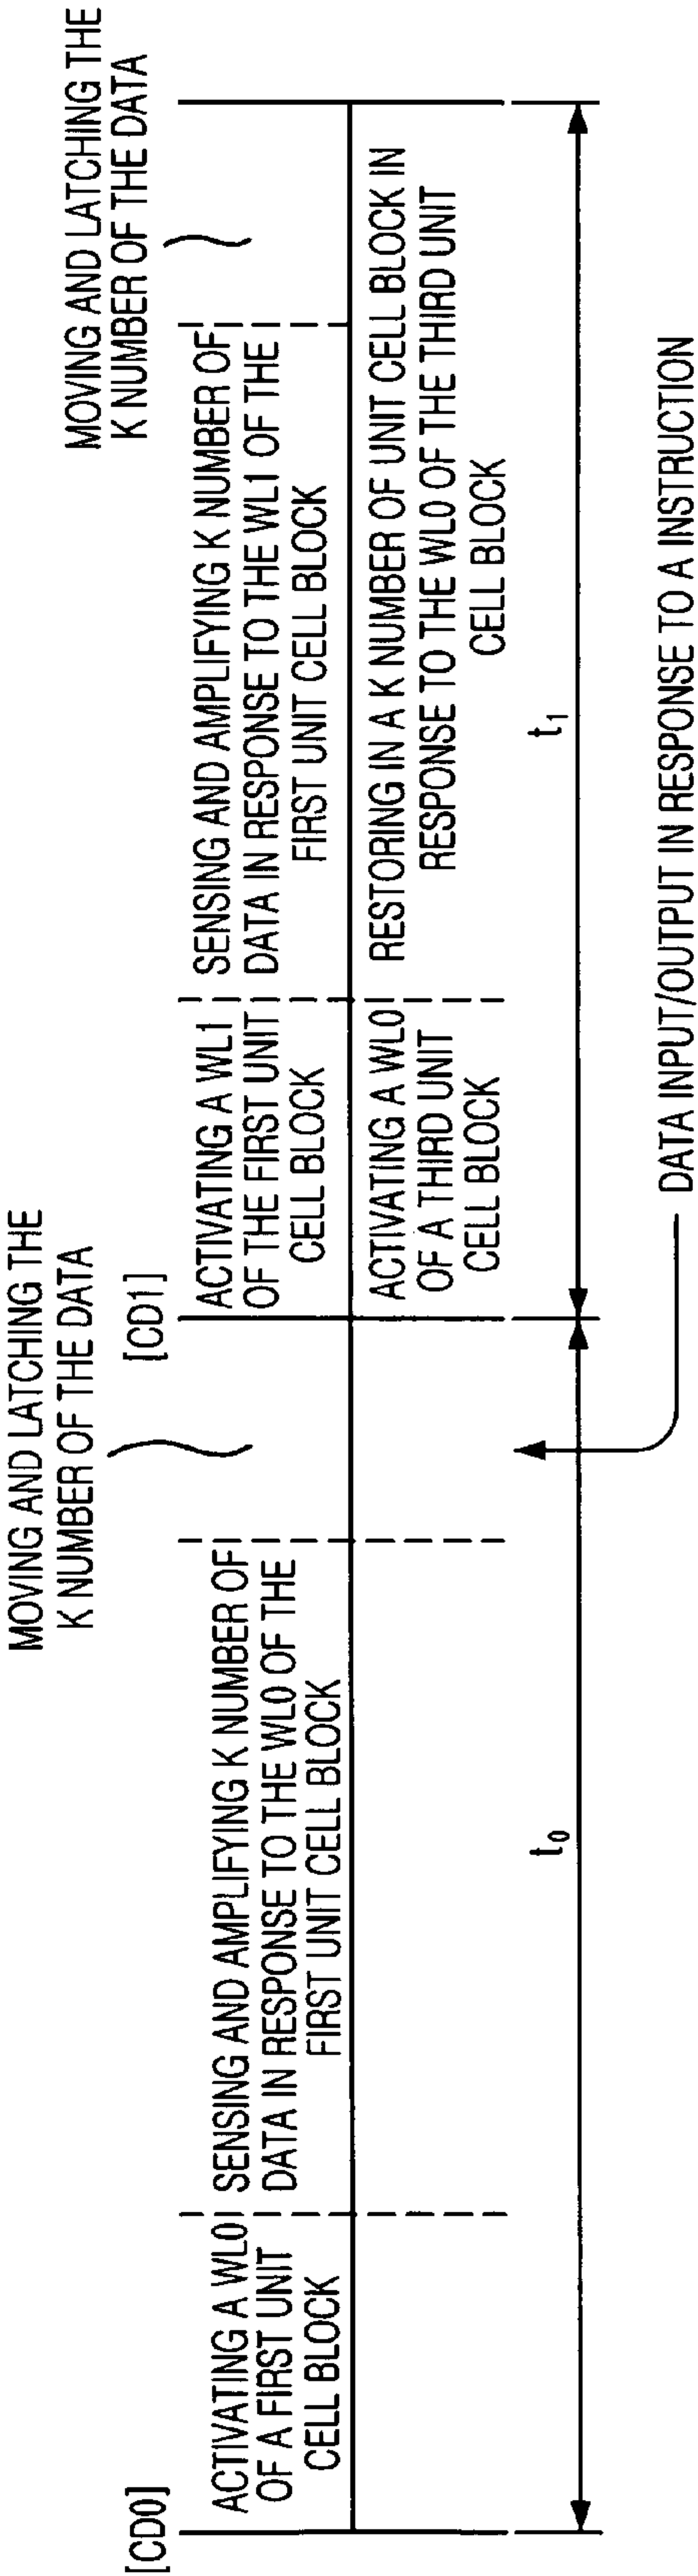 MOVING AND LATCHING THE
K NUMBER OF THE DATA
MOVING AND LATCHING THE
K NUMBER OF THE DATA
[CD0]
[CD1]
ACTIVATING A WL0
OF A FIRST UNIT
CELL BLOCK
SENSING AND AMPLIFYING K NUMBER OF
DATA IN RESPONSE TO THE WL0 OF THE
FIRST UNIT CELL BLOCK
ACTIVATING A WL1
OF THE FIRST UNIT
CELL BLOCK
SENSING AND AMPLIFYING K NUMBER OF
DATA IN RESPONSE TO THE WL1 OF THE
FIRST UNIT CELL BLOCK
ACTIVATING A WL0
OF A THIRD UNIT
CELL BLOCK
RESTORING IN A K NUMBER OF UNIT CELL BLOCK IN
RESPONSE TO THE WL0 OF THE THIRD UNIT
CELL BLOCK
t0
t1
DATA INPUT/OUTPUT IN RESPONSE TO A INSTRUCTION